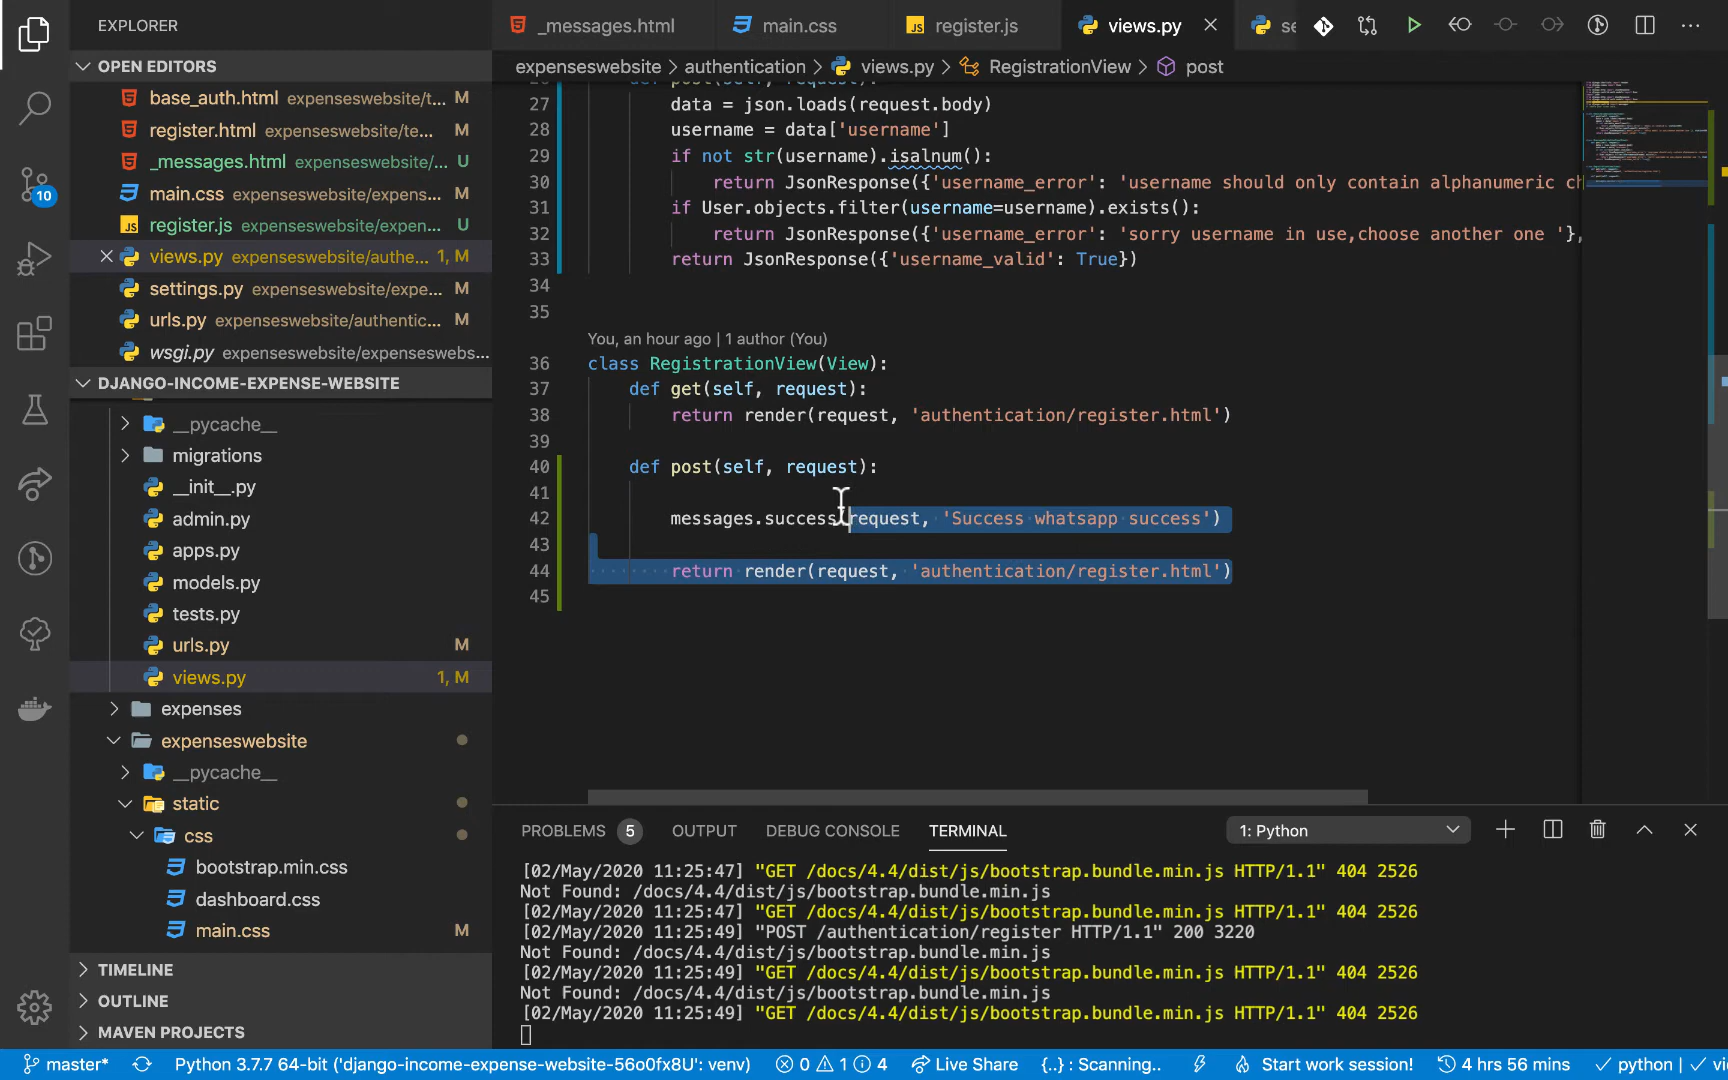 EXPLORER
OPEN EDITORS
base_auth.html expenseswebsite/t... M
register.html expenseswebsite/te... M
_messages.html expenseswebsite/... U
main.css expenseswebsite/expens... M
register.js expenseswebsite/expen... U
views.py expenseswebsite/authe... 1, M
settings.py expenseswebsite/expe... M
urls.py expenseswebsite/authentic... M
wsgi.py expenseswebsite/expensewebs...
DJANGO-INCOME-EXPENSE-WEBSITE
__pycache__
migrations
__init__.py
admin.py
apps.py
models.py
tests.py
urls.py M
views.py 1, M
expenses
expenseswebsite
__pycache__
static
css
bootstrap.min.css
dashboard.css
main.css M
TIMELINE
OUTLINE
MAVEN PROJECTS
10
_messages.html main.css register.js views.py se
expenseswebsite > authentication > views.py > RegistrationView > post
26 def post(self, request):
27 data = json.loads(request.body)
28 username = data['username']
29 if not str(username).isalnum():
30 return JsonResponse({'username_error': 'username should only contain alphanumeric ch
31 if User.objects.filter(username=username).exists():
32 return JsonResponse({'username_error': 'sorry username in use,choose another one '},
33 return JsonResponse({'username_valid': True})
34
35
You, an hour ago | 1 author (You)
36 class RegistrationView(View):
37 def get(self, request):
38 return render(request, 'authentication/register.html')
39
40 def post(self, request):
41
42 messages.success(request, 'Success whatsapp success')
43
44 return render(request, 'authentication/register.html')
45
PROBLEMS 5 OUTPUT DEBUG CONSOLE TERMINAL 1: Python
[02/May/2020 11:25:47] "GET /docs/4.4/dist/js/bootstrap.bundle.min.js HTTP/1.1" 404 2526
Not Found: /docs/4.4/dist/js/bootstrap.bundle.min.js
[02/May/2020 11:25:47] "GET /docs/4.4/dist/js/bootstrap.bundle.min.js HTTP/1.1" 404 2526
[02/May/2020 11:25:49] "POST /authentication/register HTTP/1.1" 200 3220
Not Found: /docs/4.4/dist/js/bootstrap.bundle.min.js
[02/May/2020 11:25:49] "GET /docs/4.4/dist/js/bootstrap.bundle.min.js HTTP/1.1" 404 2526
Not Found: /docs/4.4/dist/js/bootstrap.bundle.min.js
[02/May/2020 11:25:49] "GET /docs/4.4/dist/js/bootstrap.bundle.min.js HTTP/1.1" 404 2526
master* Python 3.7.7 64-bit ('django-income-expense-website-56o0fx8U': venv) 0 1 4 Live Share {..} : Scanning.... Start work session! 4 hrs 56 mins python | vi